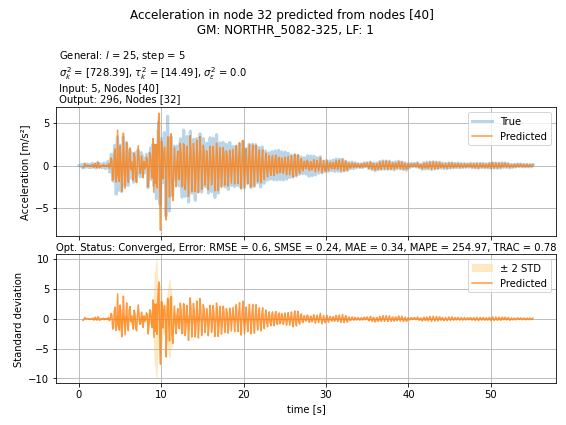 Acceleration in node 32 predicted from nodes [40]
GM: NORTHR_5082-325, LF: 1
General: l = 25, step = 5
σ²ₖ = [728.39], τ²ₖ = [14.49], σ²ε = 0.0
Input: 5, Nodes [40]
Output: 296, Nodes [32]
Acceleration [m/s²]
5
0
−5
True
Predicted
Opt. Status: Converged, Error: RMSE = 0.6, SMSE = 0.24, MAE = 0.34, MAPE = 254.97, TRAC = 0.78
Standard deviation
10
5
0
−5
−10
± 2 STD
Predicted
0 10 20 30 40 50
time [s]